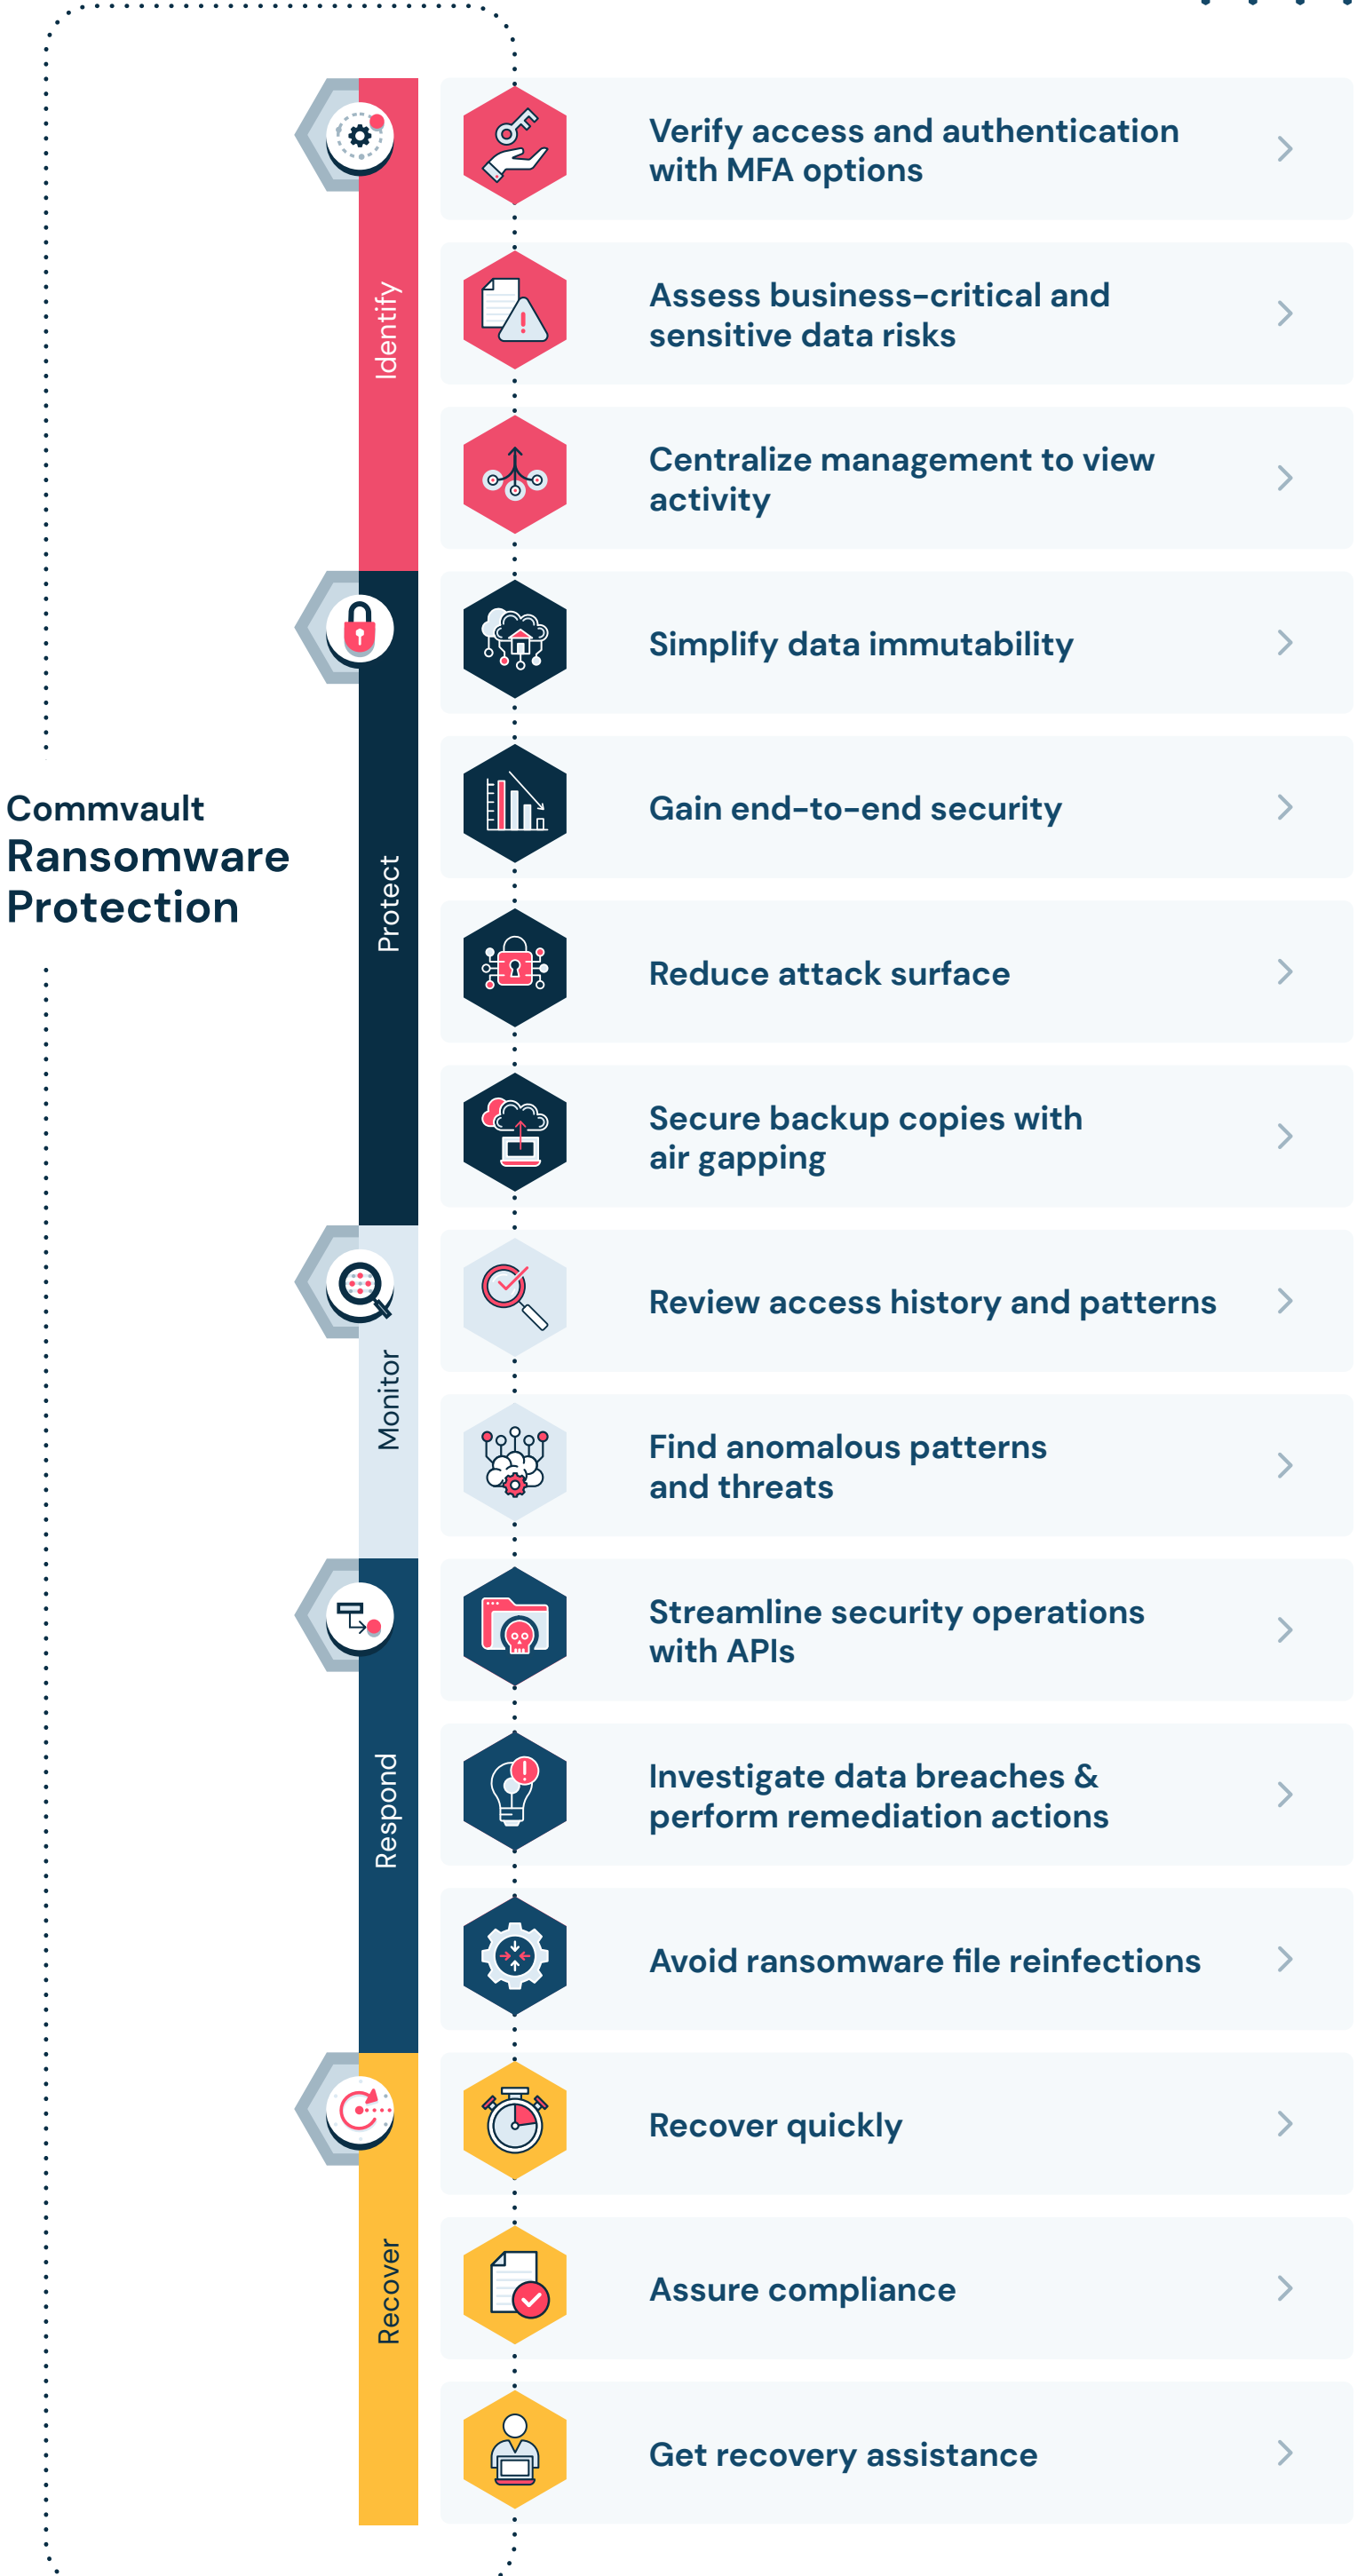 Commvault
Ransomware
Protection
Identify
Verify access and authentication
with MFA options
Assess business-critical and
sensitive data risks
Centralize management to view
activity
Protect
Simplify data immutability
Gain end-to-end security
Reduce attack surface
Secure backup copies with
air gapping
Monitor
Review access history and patterns
Find anomalous patterns
and threats
Respond
Streamline security operations
with APIs
Investigate data breaches &
perform remediation actions
Avoid ransomware file reinfections
Recover
Recover quickly
Assure compliance
Get recovery assistance